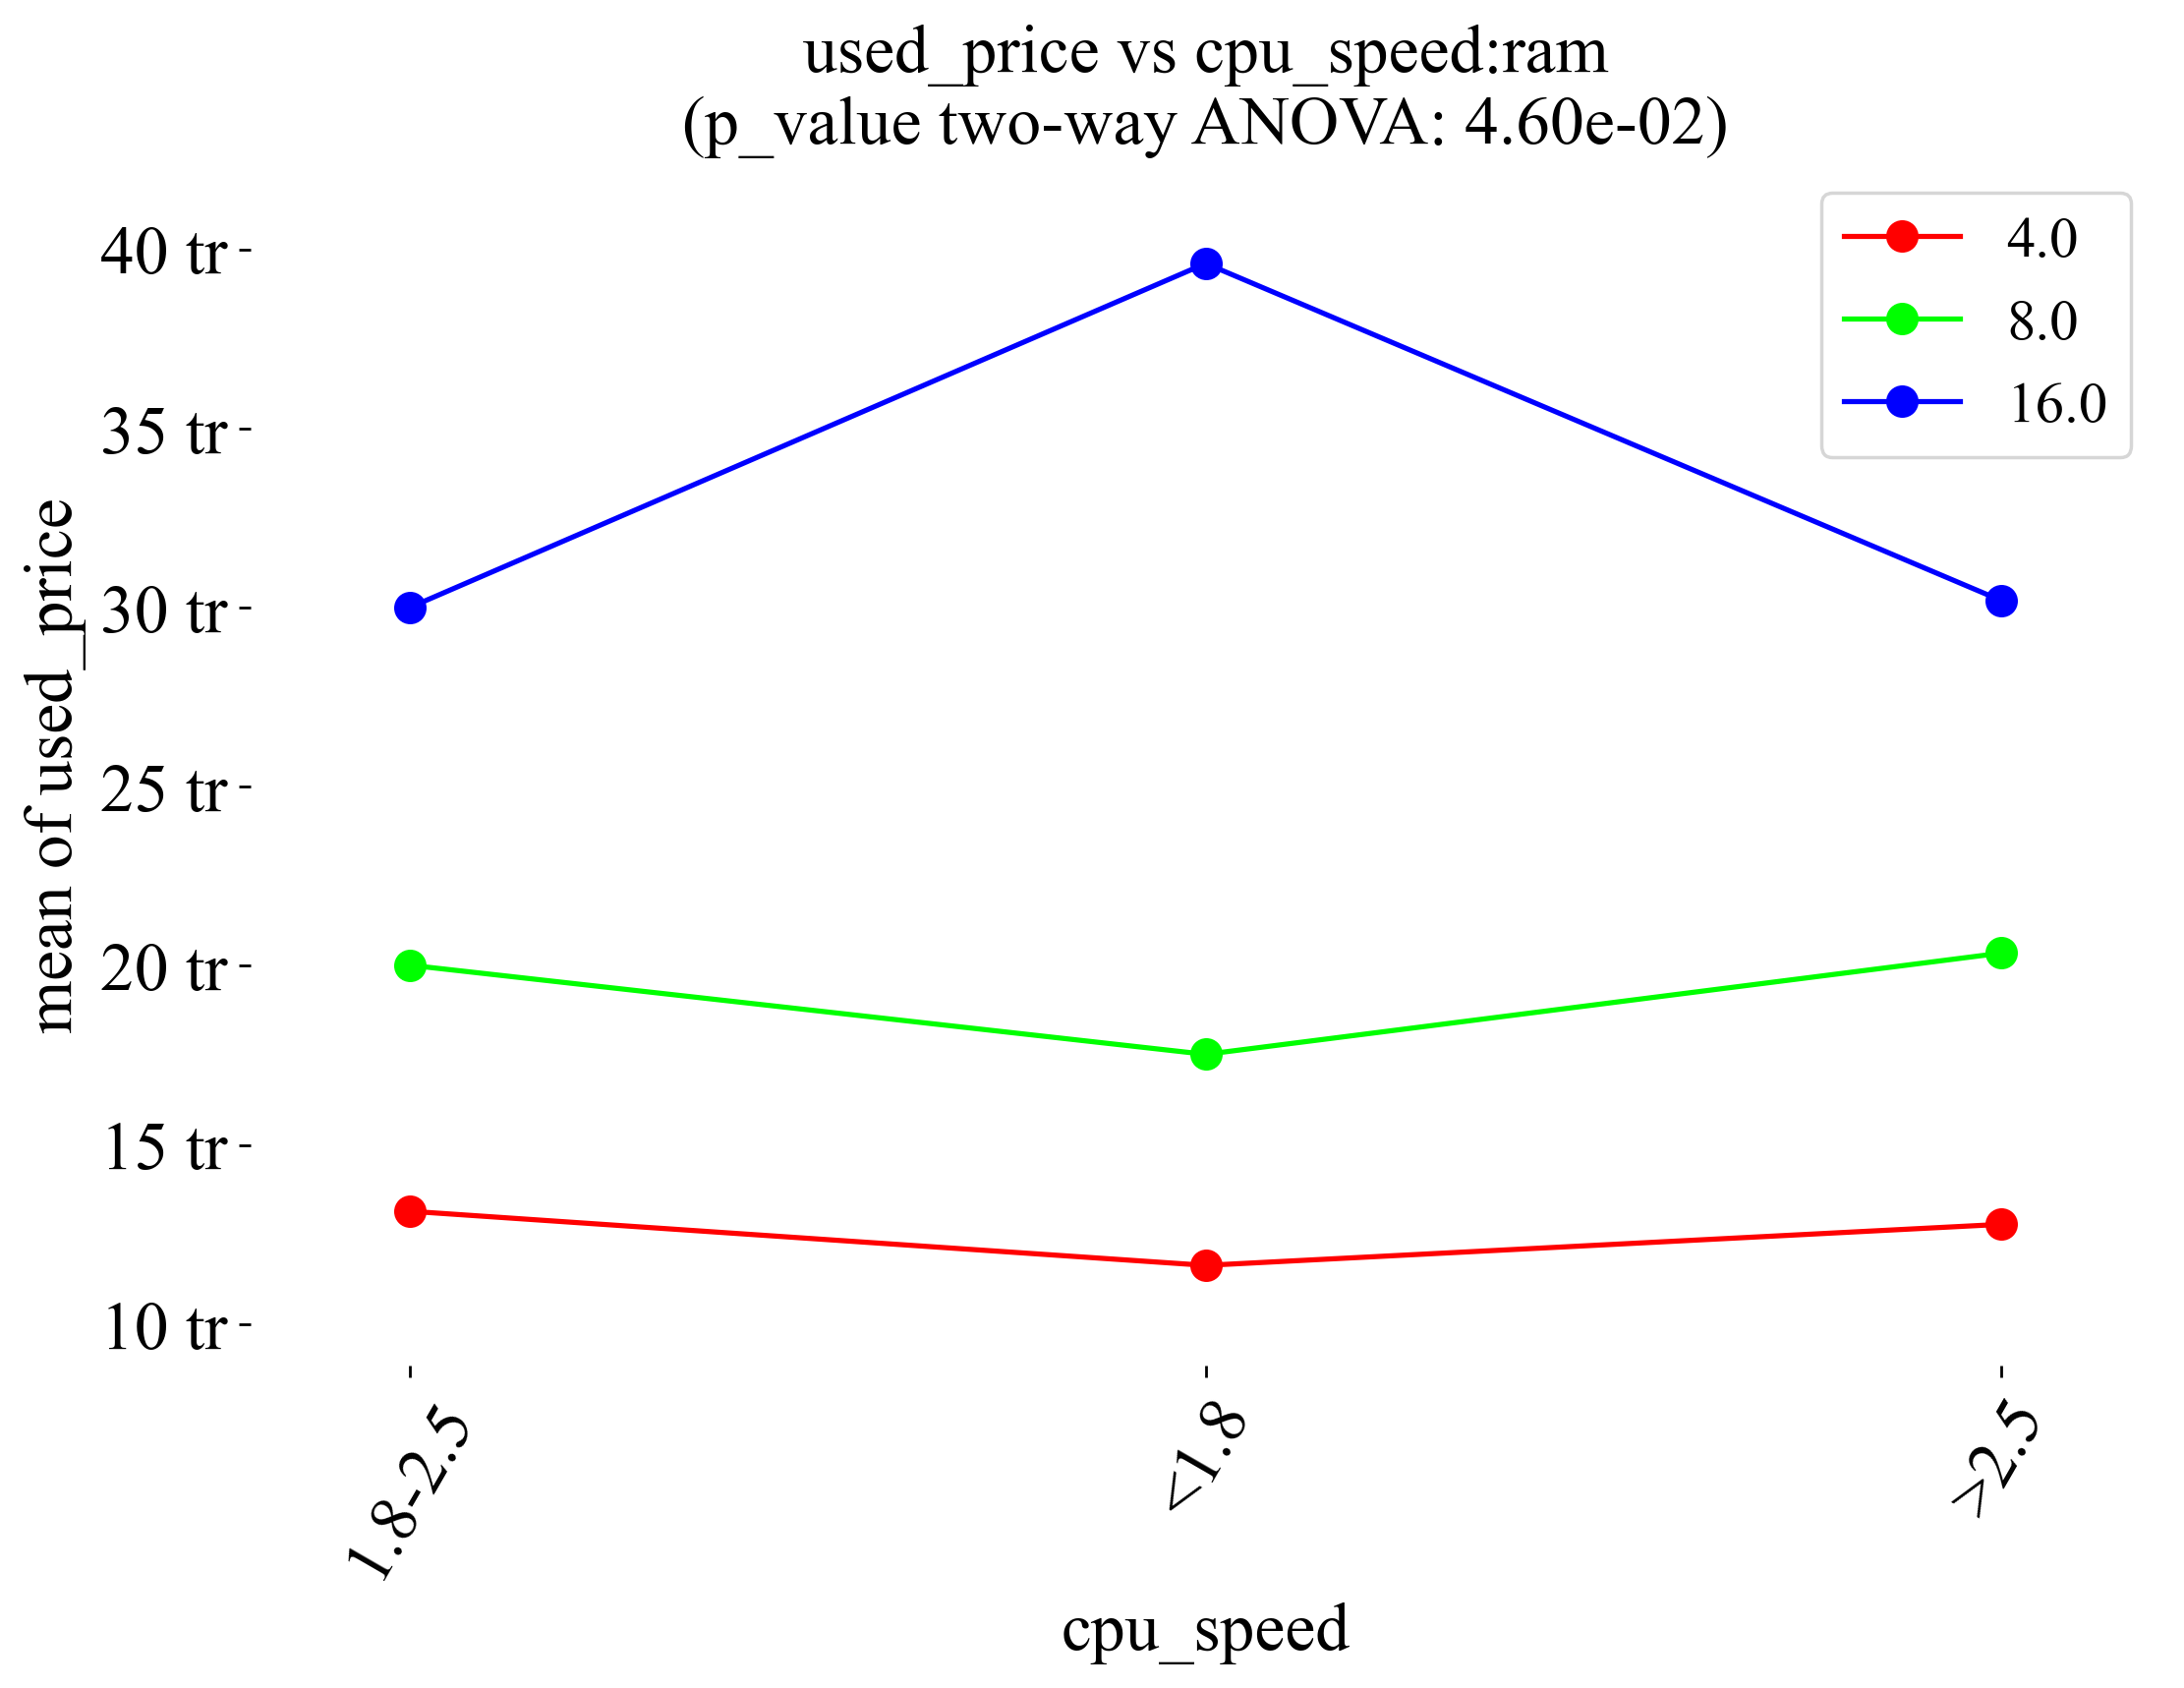 used_price vs cpu_speed:ram
(p_value two-way ANOVA: 4.60e-02)
4.0
8.0
16.0
mean of used_price
40 tr
35 tr
30 tr
25 tr
20 tr
15 tr
10 tr
1.8-2.5
<1.8
>2.5
cpu_speed